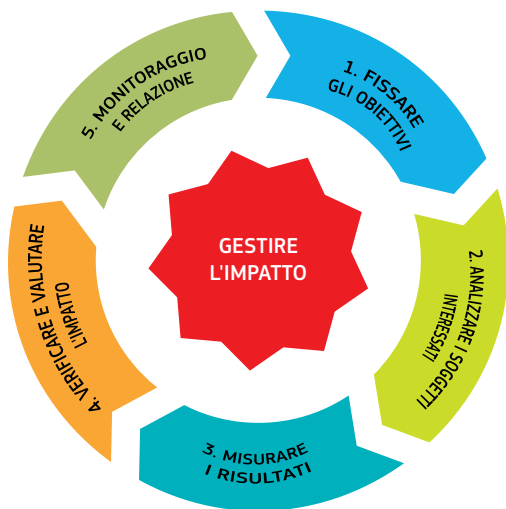 1. FISSARE
GLI OBIETTIVI
2. ANALIZZARE I SOGGETTI
INTERESSATI
3. MISURARE
I RISULTATI
4. VERIFICARE E VALUTARE
L'IMPATTO
5. MONITORAGGIO
E RELAZIONE
GESTIRE
L'IMPATTO